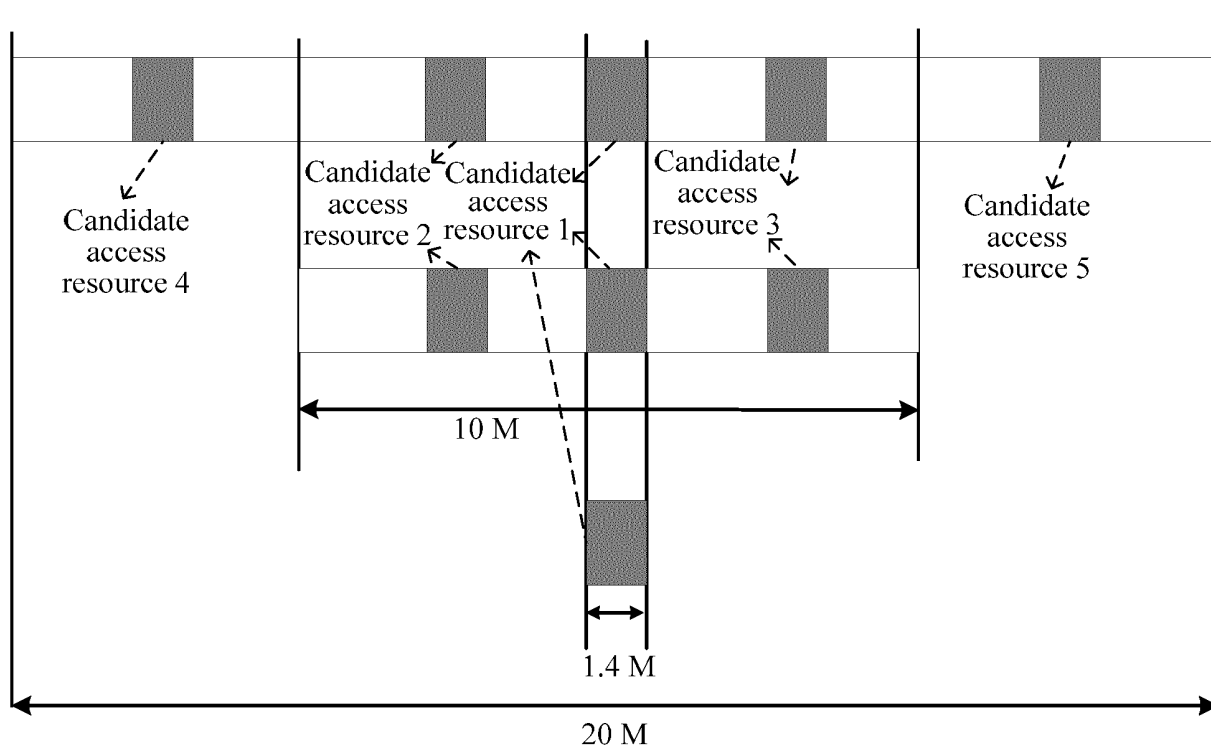 Candidate
access
resource 2
Candidate
access
resource 1
Candidate
access
resource 3
Candidate
access
resource 4
Candidate
access
resource 5
10 M
1.4 M
20 M